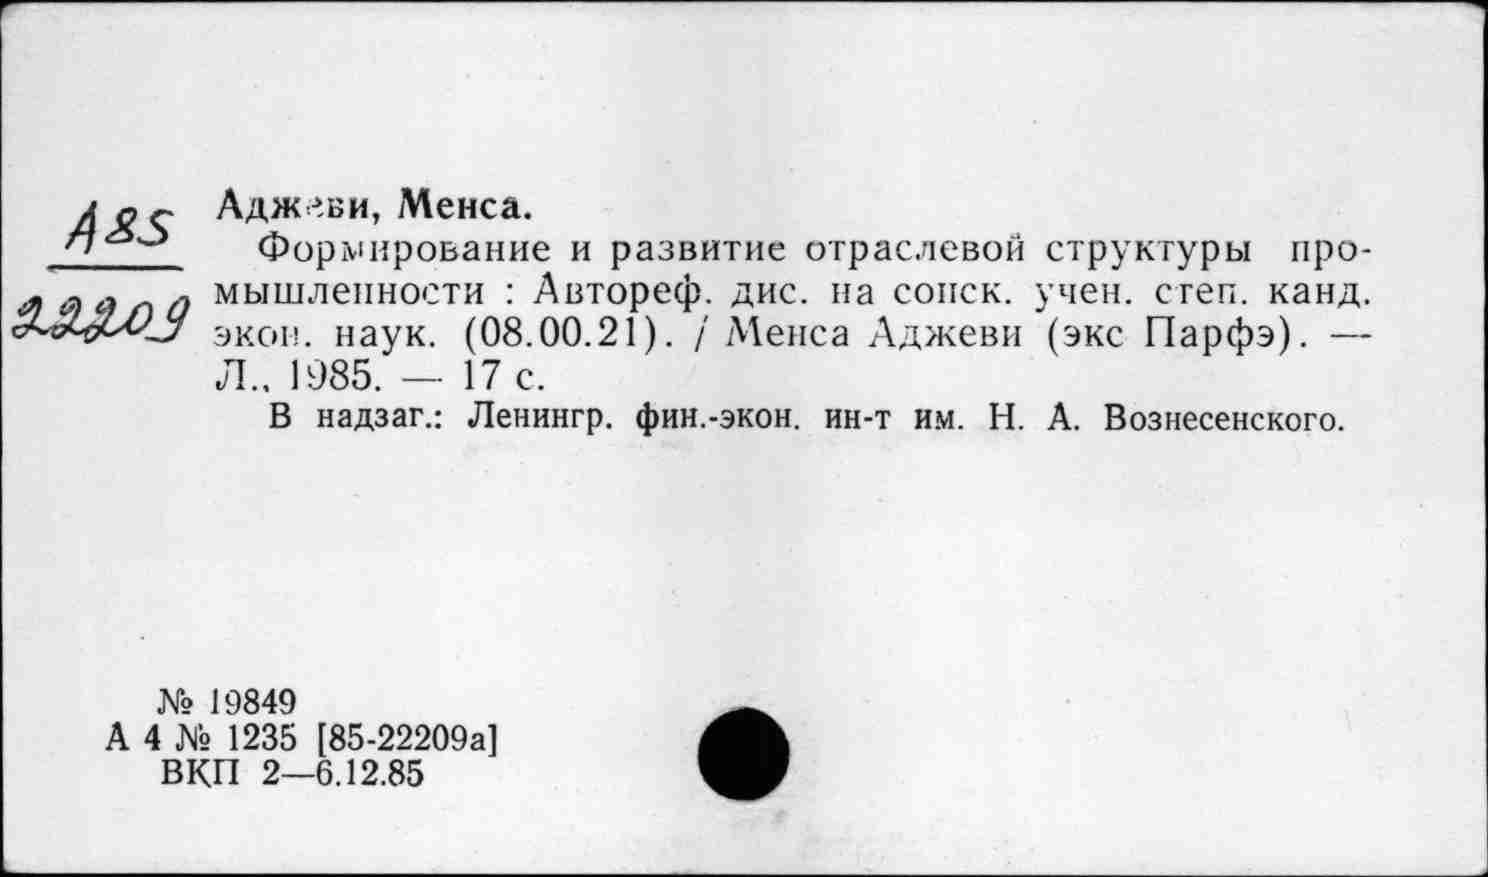 А85
22209
Аджеви, Менса.
Формирование и развитие отраслевой структуры про-
мышленности : Автореф. дис. на соиск. учен. степ. канд.
экон. наук. (08.00.21). / Менса Аджеви (экс Парфэ). —
Л., 1985. — 17 с.
В надзаг.: Ленингр. фин.-экон. ин-т им. Н. А. Вознесенского.
№ 19849
А 4 № 1235 [85-22209а]
ВКП 2—6.12.85